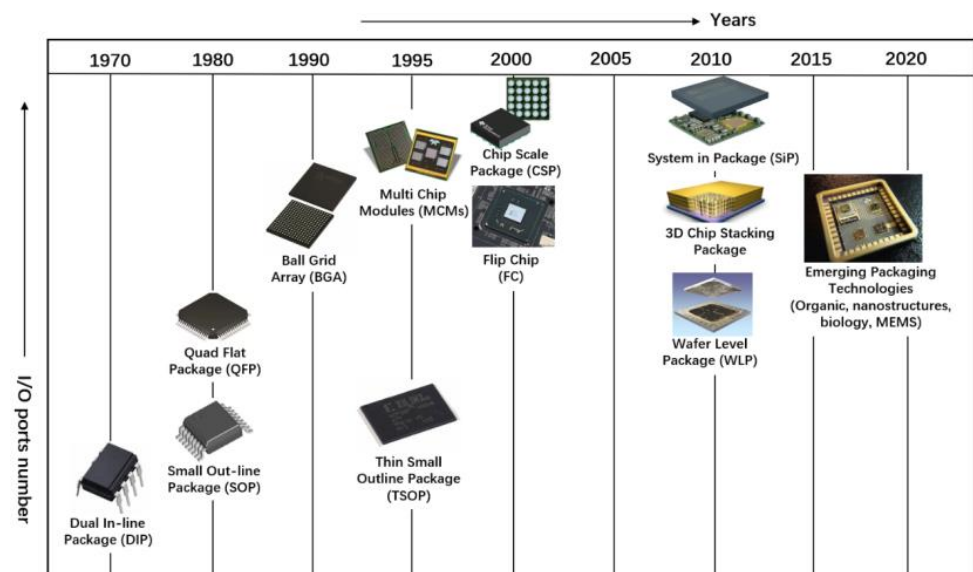 Years
1970 1980 1990 1995 2000 2005 2010 2015 2020
I/O ports number
Chip Scale
Package (CSP)
System in Package (SiP)
Multi Chip
Modules (MCMs)
3D Chip Stacking
Package
Ball Grid
Array (BGA)
Flip Chip
(FC)
Emerging Packaging
Technologies
(Organic, nanostructures,
biology, MEMS)
Quad Flat
Package (QFP)
Wafer Level
Package (WLP)
Small Out-line
Package (SOP)
Thin Small
Outline Package
(TSOP)
Dual In-line
Package (DIP)